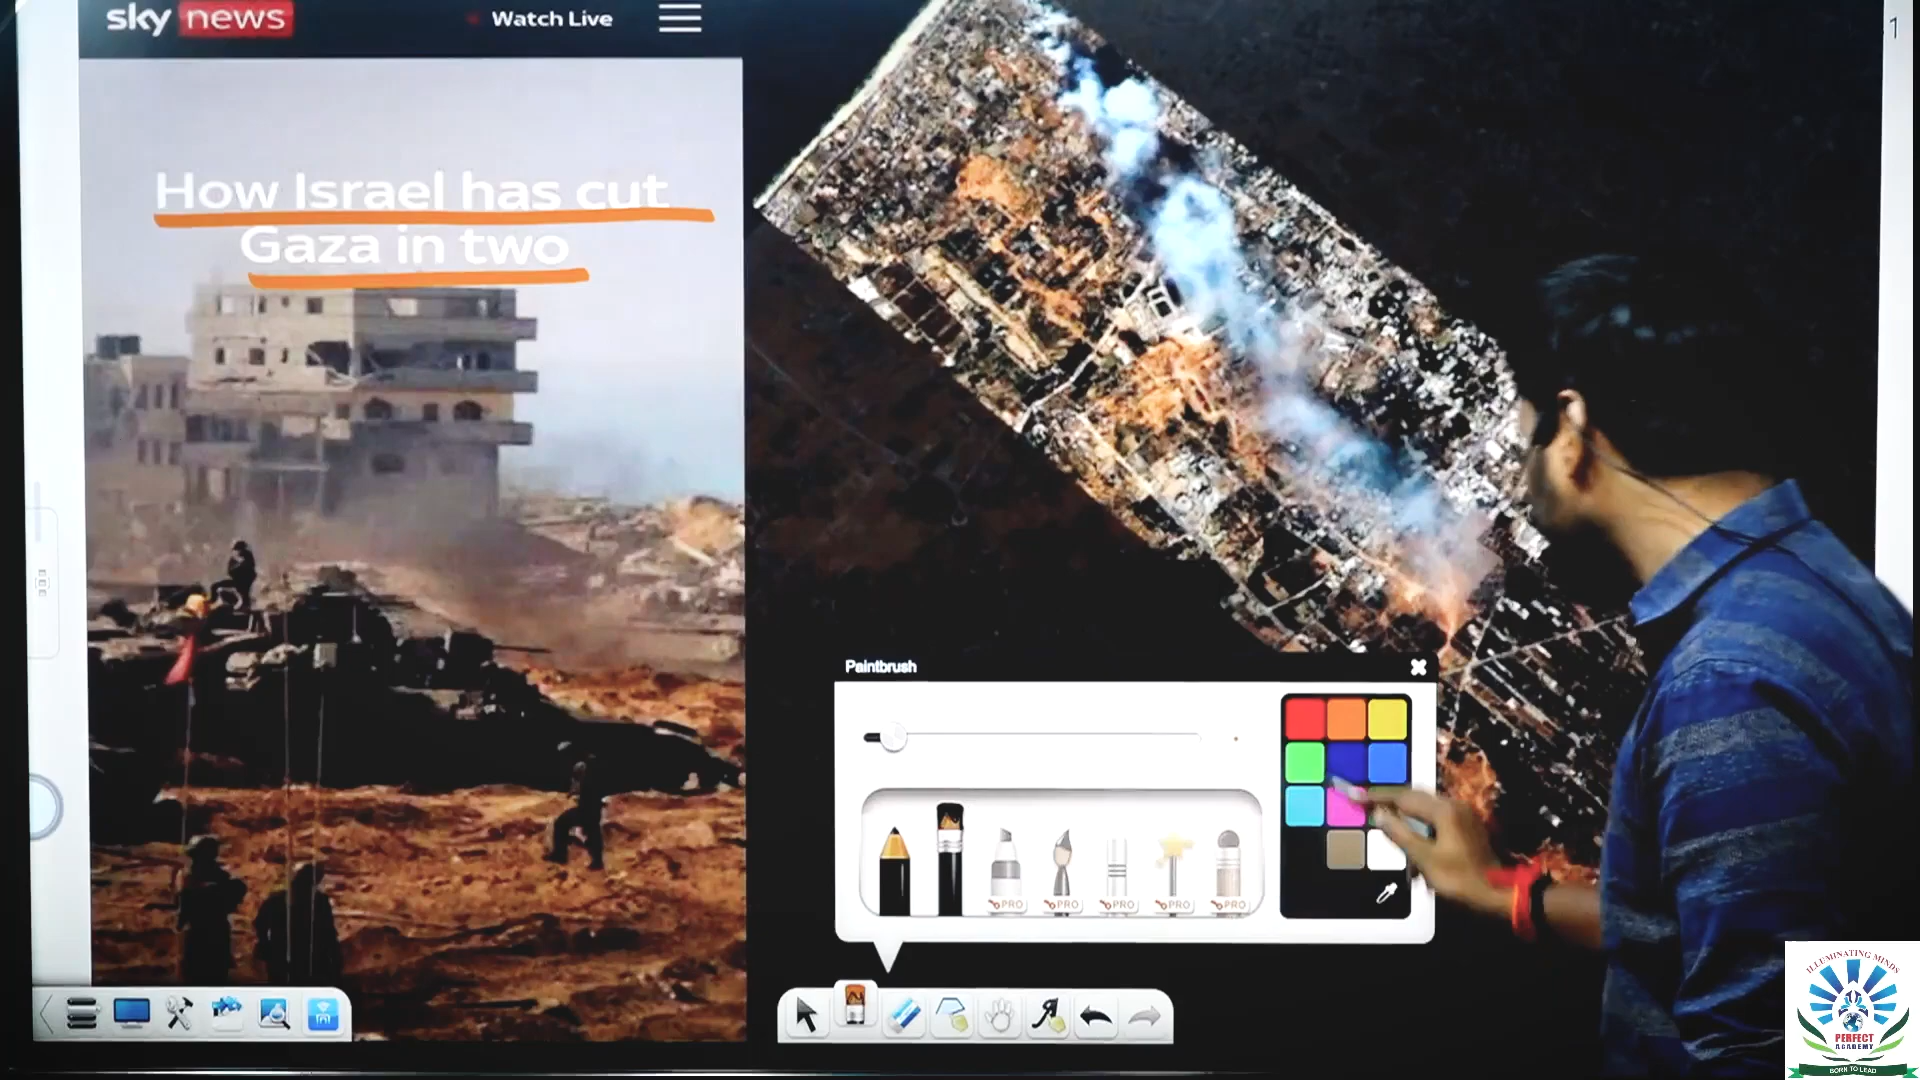 sky news
Watch Live
1
How Israel has cut
Gaza in two
Paintbrush
PRO
PRO
PRO
PRO
PRO
ILLUMINATING MINDS
PERFECT
ACADEMY
BORN TO LEAD